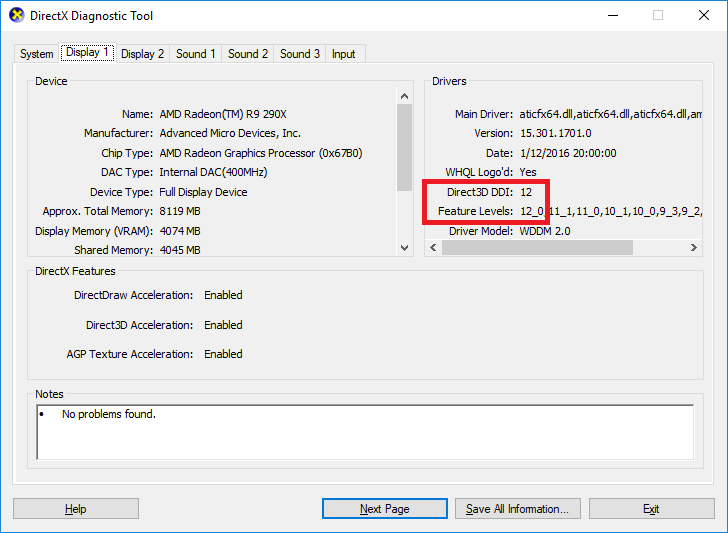 DirectX Diagnostic Tool
System Display 1 Display 2 Sound 1 Sound 2 Sound 3 Input
Device
Name: AMD Radeon(TM) R9 290X
Manufacturer: Advanced Micro Devices, Inc.
Chip Type: AMD Radeon Graphics Processor (0x67B0)
DAC Type: Internal DAC(400MHz)
Device Type: Full Display Device
Approx. Total Memory: 8119 MB
Display Memory (VRAM): 4074 MB
Shared Memory: 4045 MB
Drivers
Main Driver: aticfx64.dll,aticfx64.dll,aticfx64.dll,am
Version: 15.301.1701.0
Date: 1/12/2016 20:00:00
WHQL Logo'd: Yes
Direct3D DDI: 12
Feature Levels: 12_0,11_1,11_0,10_1,10_0,9_3,9_2,
Driver Model: WDDM 2.0
DirectX Features
DirectDraw Acceleration: Enabled
Direct3D Acceleration: Enabled
AGP Texture Acceleration: Enabled
Notes
• No problems found.
Help Next Page Save All Information... Exit